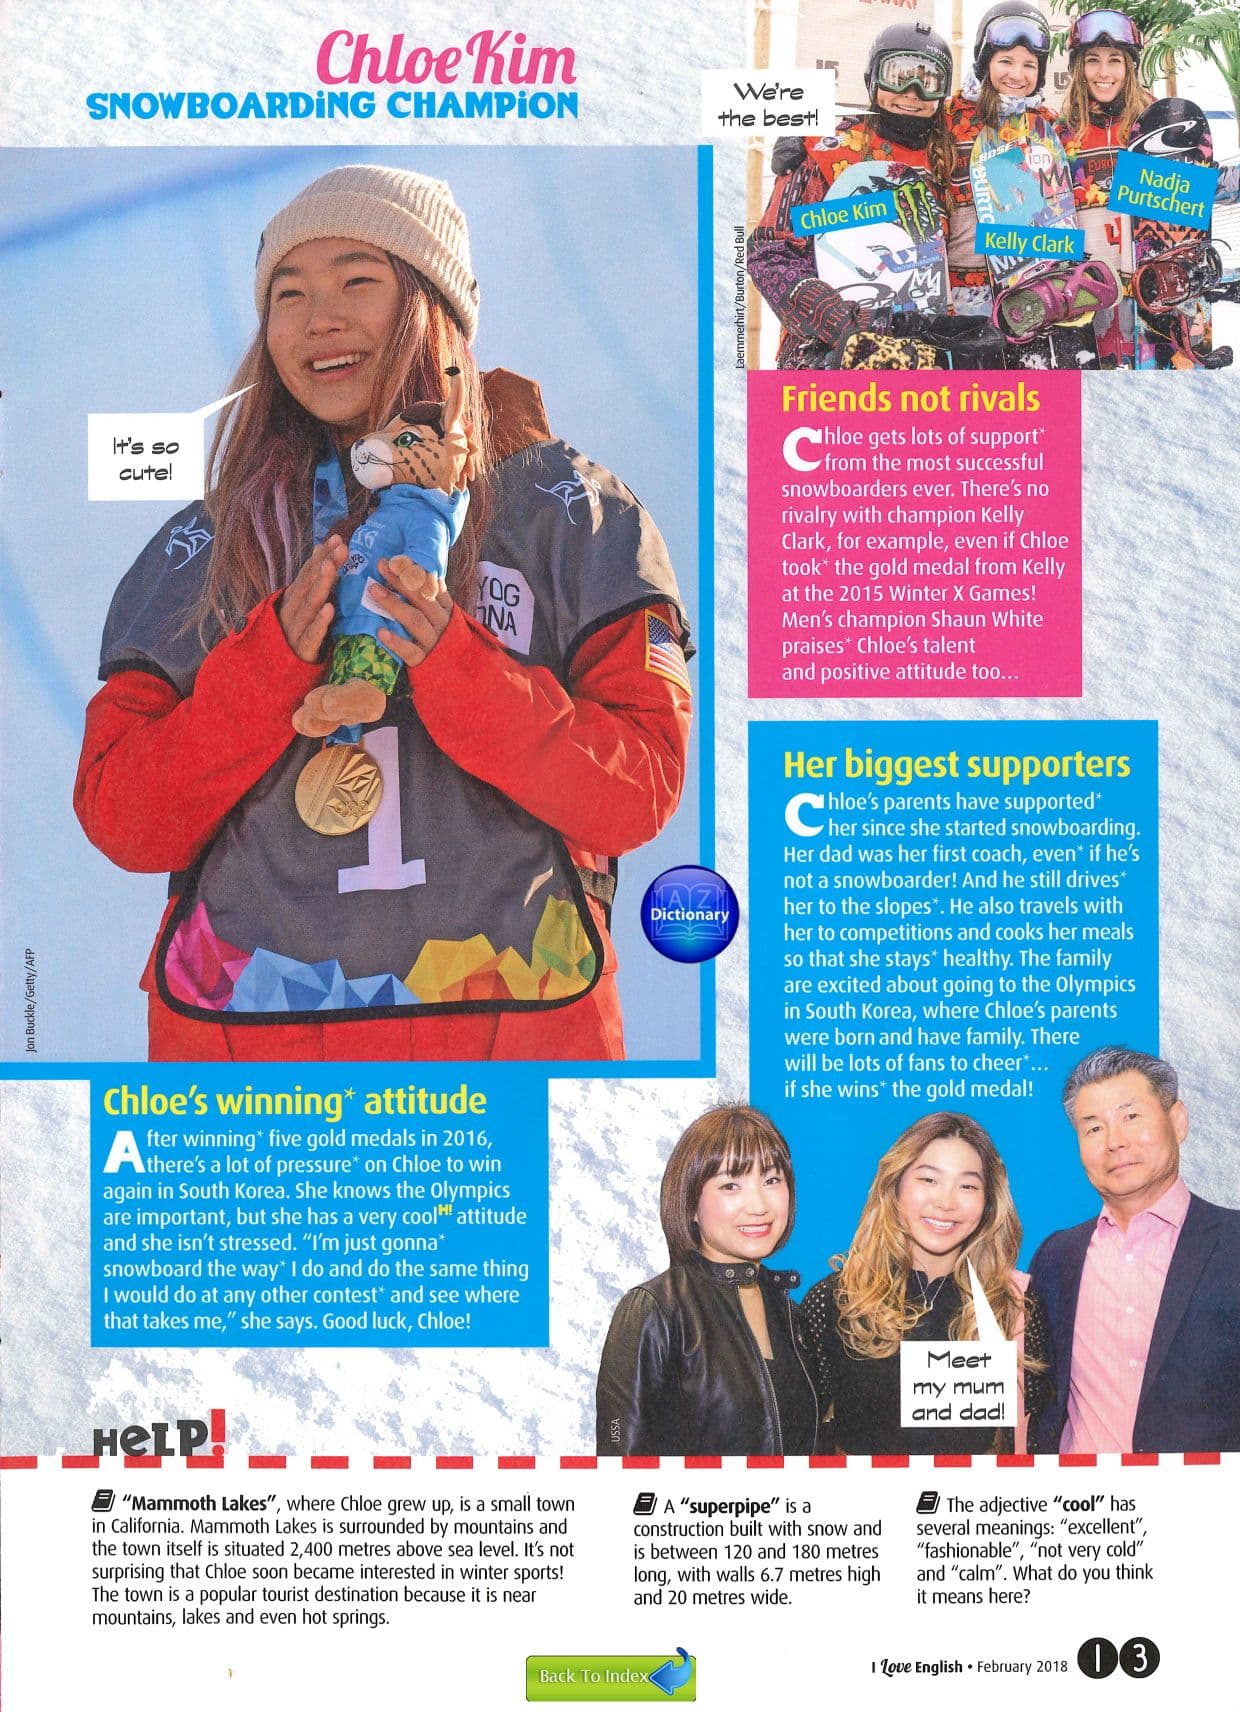 Chloe Kim
SNOWBOARDiNG CHAMPiON
We're
the best!
Chloe Kim
Kelly Clark
Nadja
Purtschert
Laemmerhirt/Burton/Red Bull
It's so
cute!
YOG
1
Jon Buckle/Getty/AFP
Friends not rivals
Chloe gets lots of support*
from the most successful
snowboarders ever. There's no
rivalry with champion Kelly
Clark, for example, even if Chloe
took* the gold medal from Kelly
at the 2015 Winter X Games!
Men's champion Shaun White
praises* Chloe's talent
and positive attitude too...
Her biggest supporters
Chloe's parents have supported*
her since she started snowboarding.
Her dad was her first coach, even* if he's
not a snowboarder! And he still drives*
her to the slopes*. He also travels with
her to competitions and cooks her meals
so that she stays* healthy. The family
are excited about going to the Olympics
in South Korea, where Chloe's parents
were born and have family. There
will be lots of fans to cheer*...
if she wins* the gold medal!
A Z
Dictionary
Chloe's winning* attitude
After winning* five gold medals in 2016,
there's a lot of pressure* on Chloe to win
again in South Korea. She knows the Olympics
are important, but she has a very coolH! attitude
and she isn't stressed. "I'm just gonna*
snowboard the way* I do and do the same thing
I would do at any other contest* and see where
that takes me," she says. Good luck, Chloe!
Meet
my mum
and dad!
USSA
HeLP!
"Mammoth Lakes", where Chloe grew up, is a small town
in California. Mammoth Lakes is surrounded by mountains and
the town itself is situated 2,400 metres above sea level. It's not
surprising that Chloe soon became interested in winter sports!
The town is a popular tourist destination because it is near
mountains, lakes and even hot springs.
A "superpipe" is a
construction built with snow and
is between 120 and 180 metres
long, with walls 6.7 metres high
and 20 metres wide.
The adjective "cool" has
several meanings: "excellent",
"fashionable", "not very cold"
and "calm". What do you think
it means here?
Back To Index
I Love English • February 2018 13